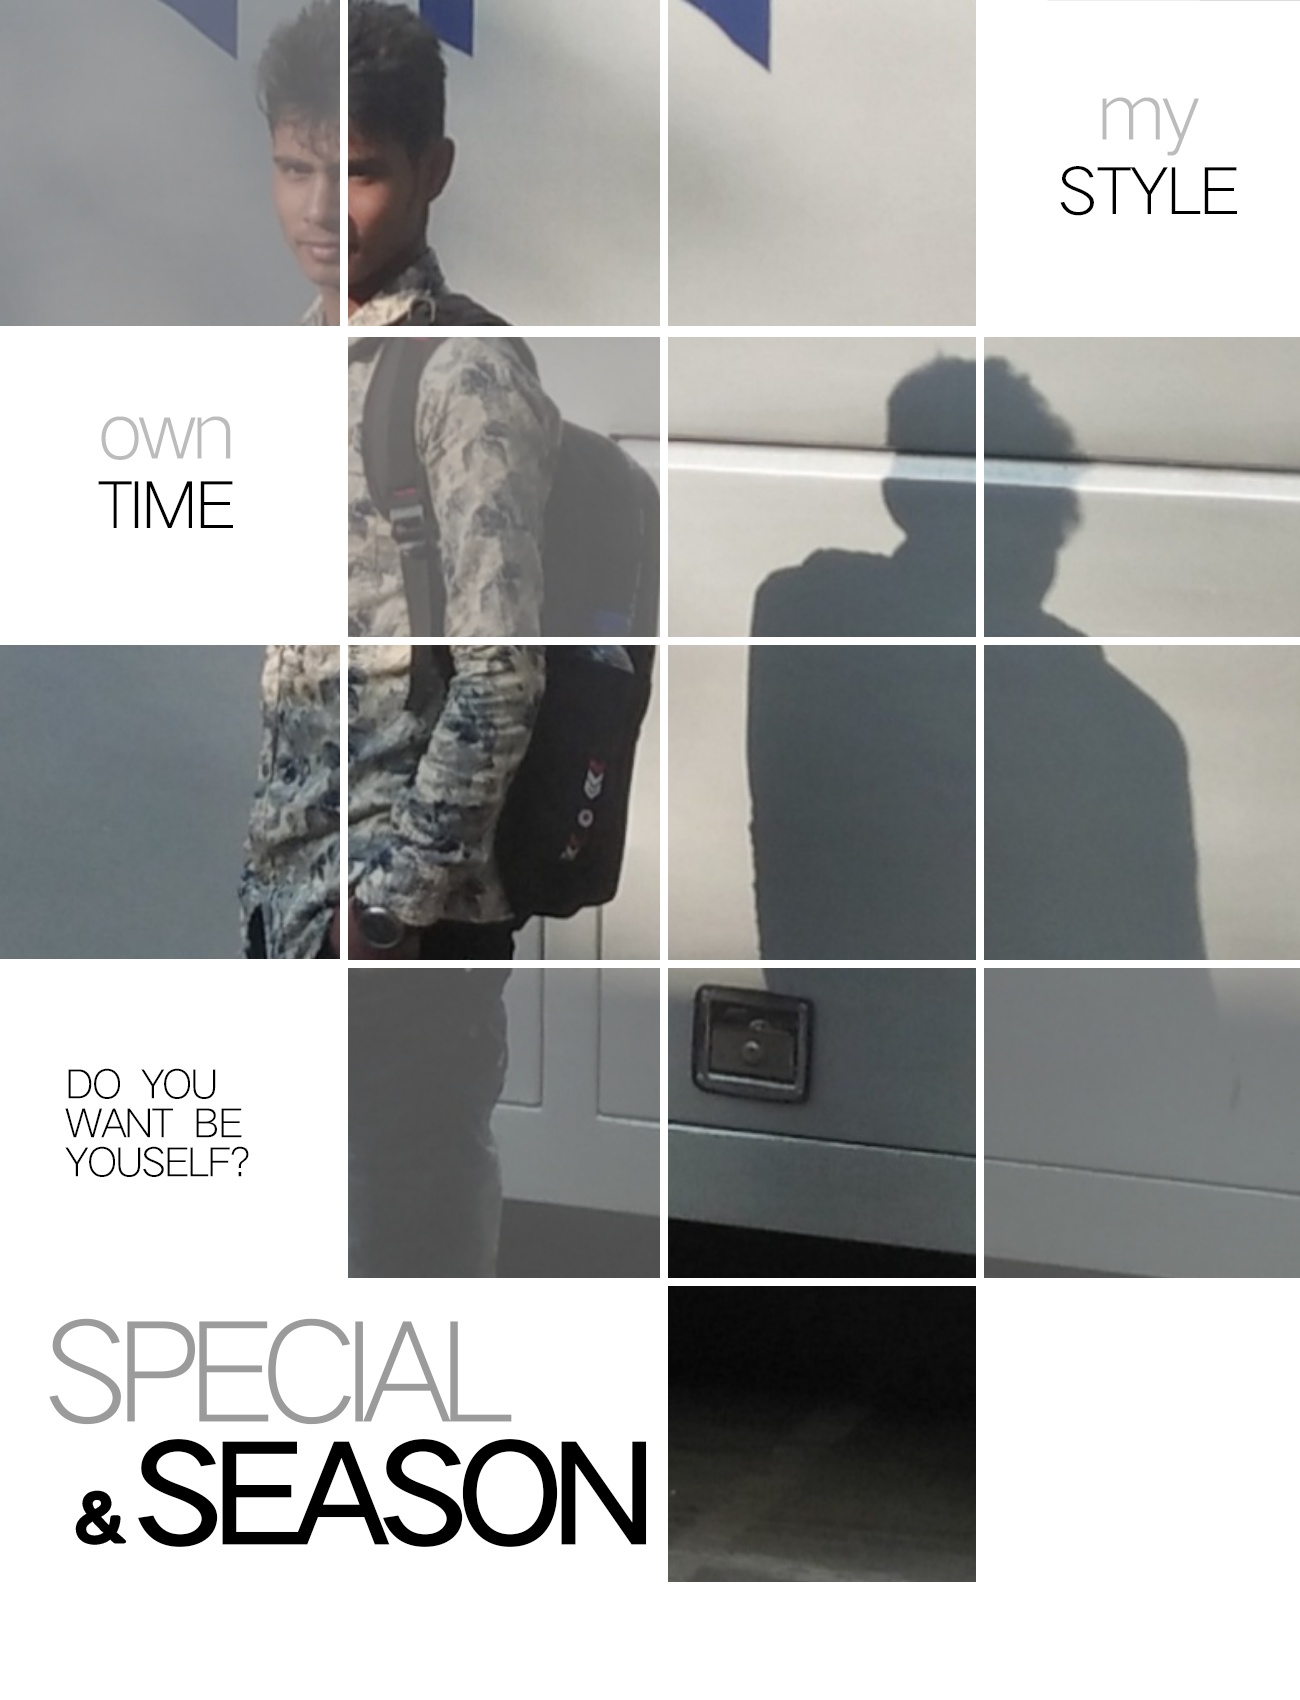 my
STYLE
own
TIME
DO YOU
WANT BE
YOUSELF?
SPECIAL
& SEASON